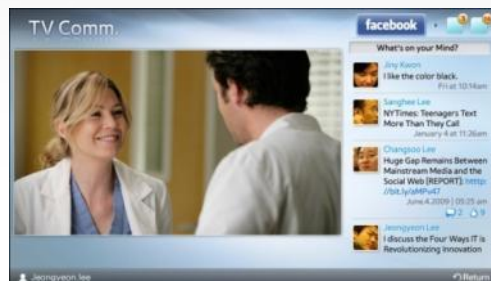 TV Comm.
facebook
What's on your Mind?
Jiny Kwon
I like the color black.
Fri at 10:14am
Sanghee Lee
NYTimes: Teenagers Text
More Than They Call
January 4 at 11:26am
Changsoo Lee
Huge Gap Remains Between
Mainstream Media and the
Social Web [REPORT]: http:
//bit.ly/aMPu47
June.4.2009 | 05:25 am
2 9
Jeongyeon Lee
I discuss the Four Ways IT is
Revolutionizing Innovation
Jeongyeon lee
Return